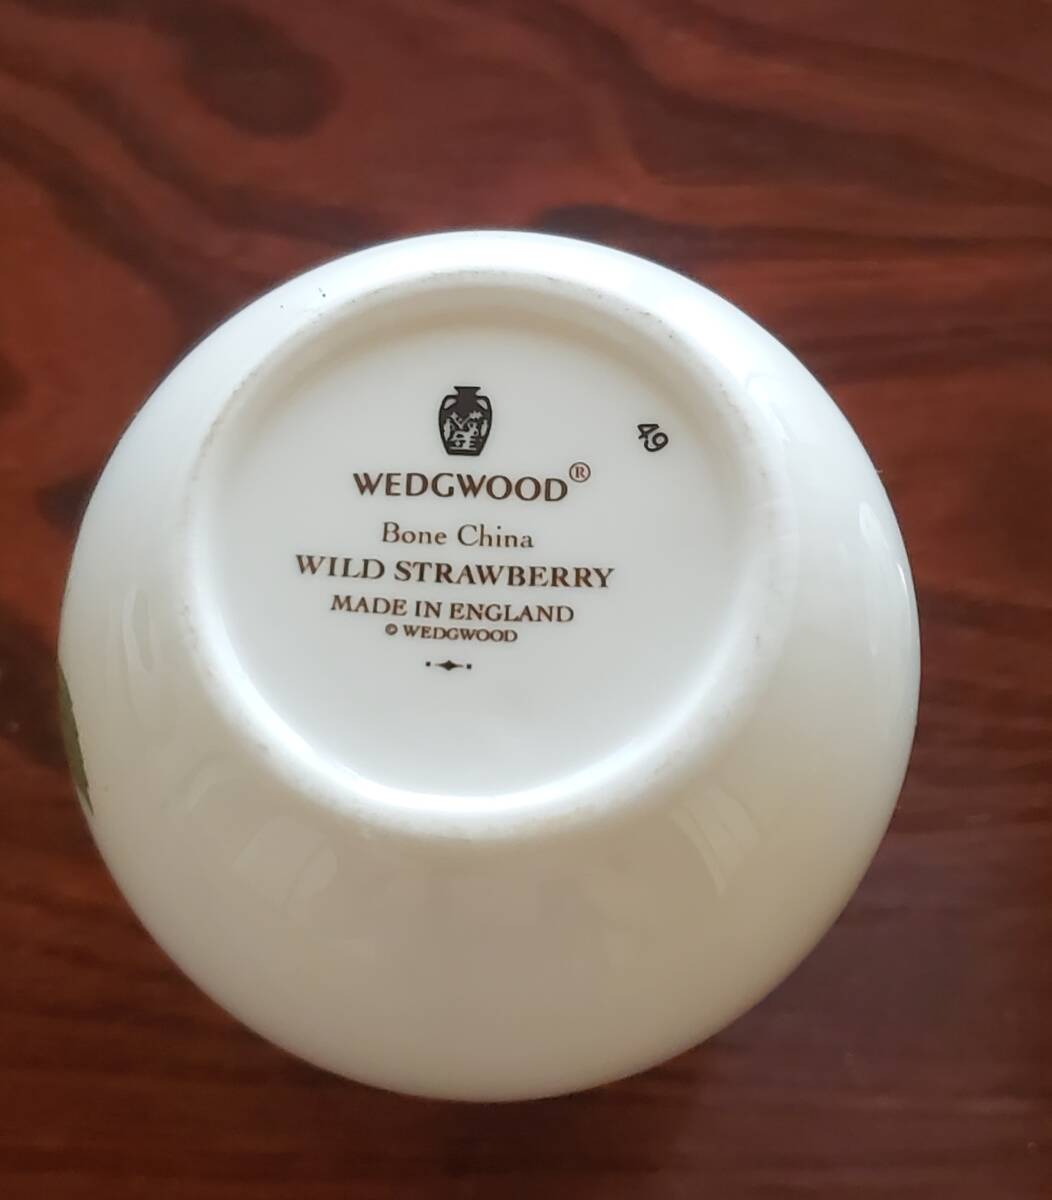 49
WEDGWOOD®
Bone China
WILD STRAWBERRY
MADE IN ENGLAND
© WEDGWOOD